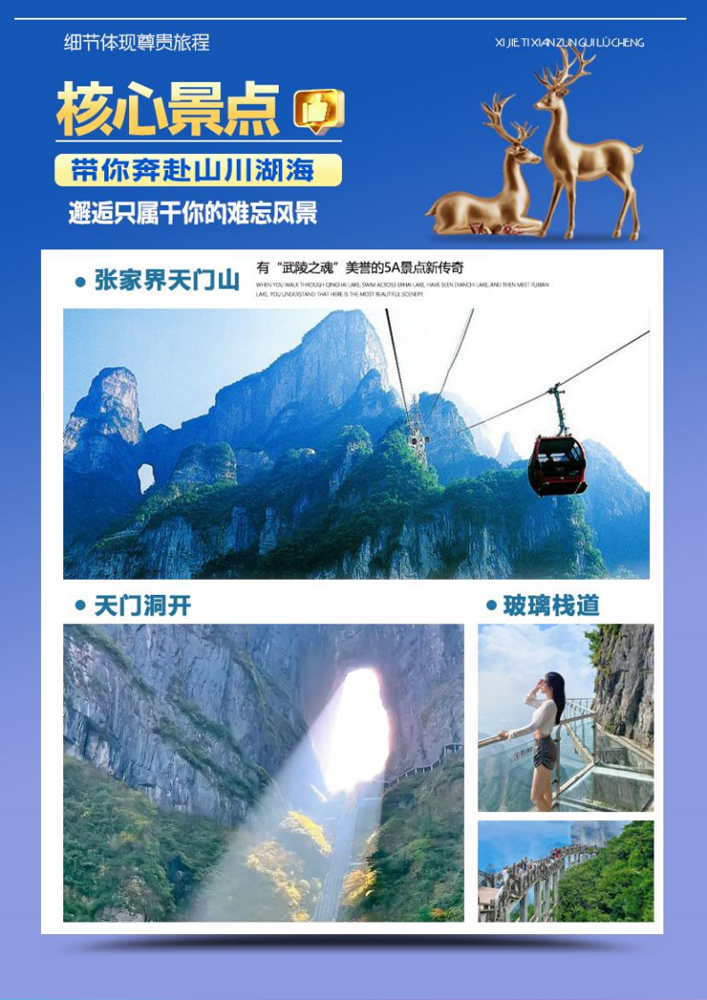 细节体现尊贵旅程
XI JIE TI XIAN ZUN GUI LÜ CHENG
核心景点
带你奔赴山川湖海
邂逅只属于你的难忘风景
张家界天门山
有“武陵之魂”美誉的5A景点新传奇
WHEN YOU WALK THROUGH QINGHAI LAKE, SWIM ACROSS ERHAI LAKE, HAVE SEEN DIANCHI LAKE, AND THEN MEET FUXIAN
LAKE, YOU UNDERSTAND THAT HERE IS THE MOST BEAUTIFUL SCENERY.
天门洞开
玻璃栈道